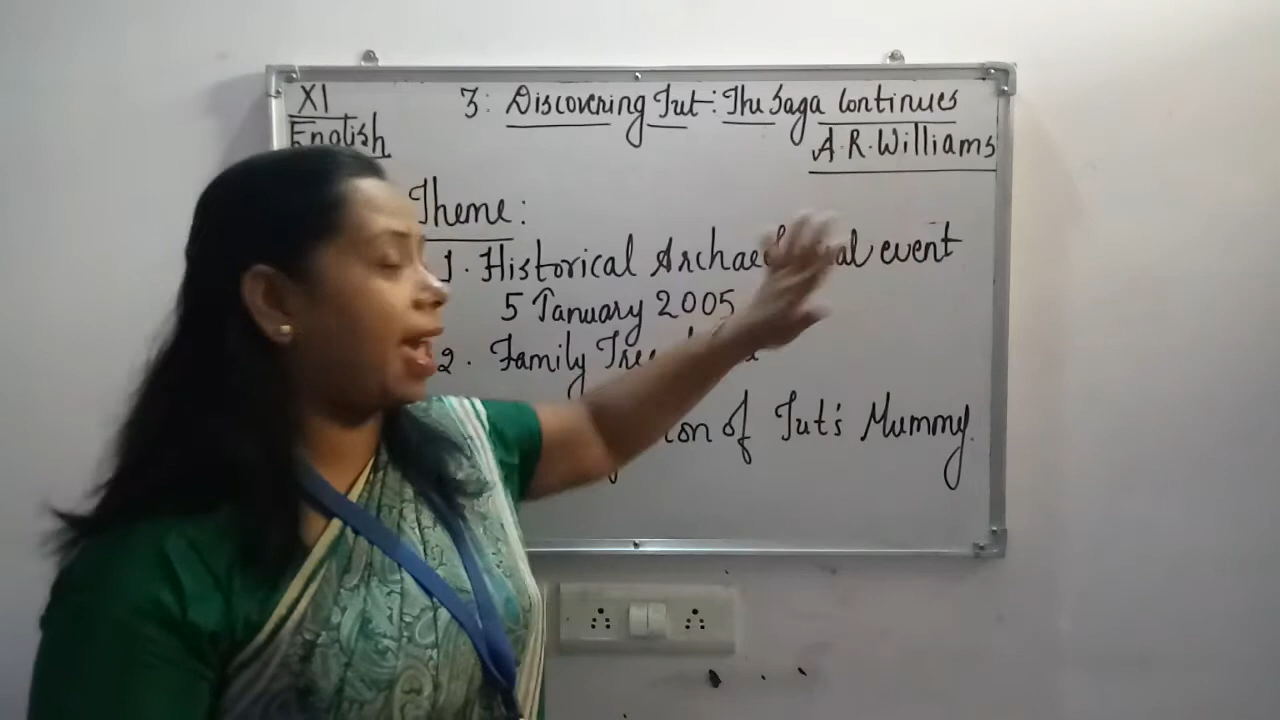 XI
English
3: Discovering Tut: The Saga Continues
A.R. Williams
Theme:
1. Historical event
5 January 2005
2. Family
of Tut's Mummy.